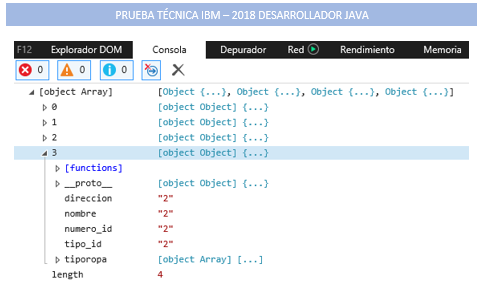 PRUEBA TÉCNICA IBM – 2018 DESARROLLADOR JAVA
F12 Explorador DOM Consola Depurador Red Rendimiento Memoria
0 0 0
[object Array] [Object {...}, Object {...}, Object {...}, Object {...}]
0 [object Object] {...}
1 [object Object] {...}
2 [object Object] {...}
3 [object Object] {...}
[functions]
__proto__ [object Object] {...}
direccion "2"
nombre "2"
numero_id "2"
tipo_id "2"
tiporopa [object Array] [...]
length 4